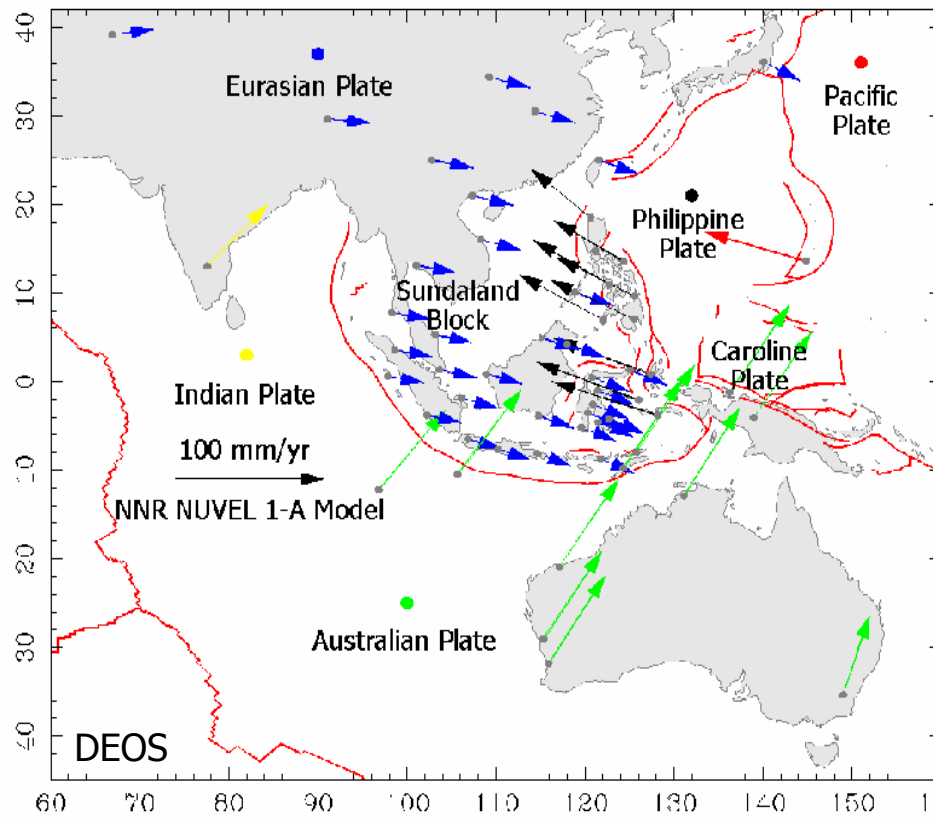 40
30
20
10
0
10
20
30
40
Eurasian Plate
Pacific
Plate
Philippine
Plate
Sundaland
Block
Caroline
Plate
Indian Plate
100 mm/yr
NNR NUVEL 1-A Model
Australian Plate
DEOS
60 70 80 90 100 110 120 130 140 150